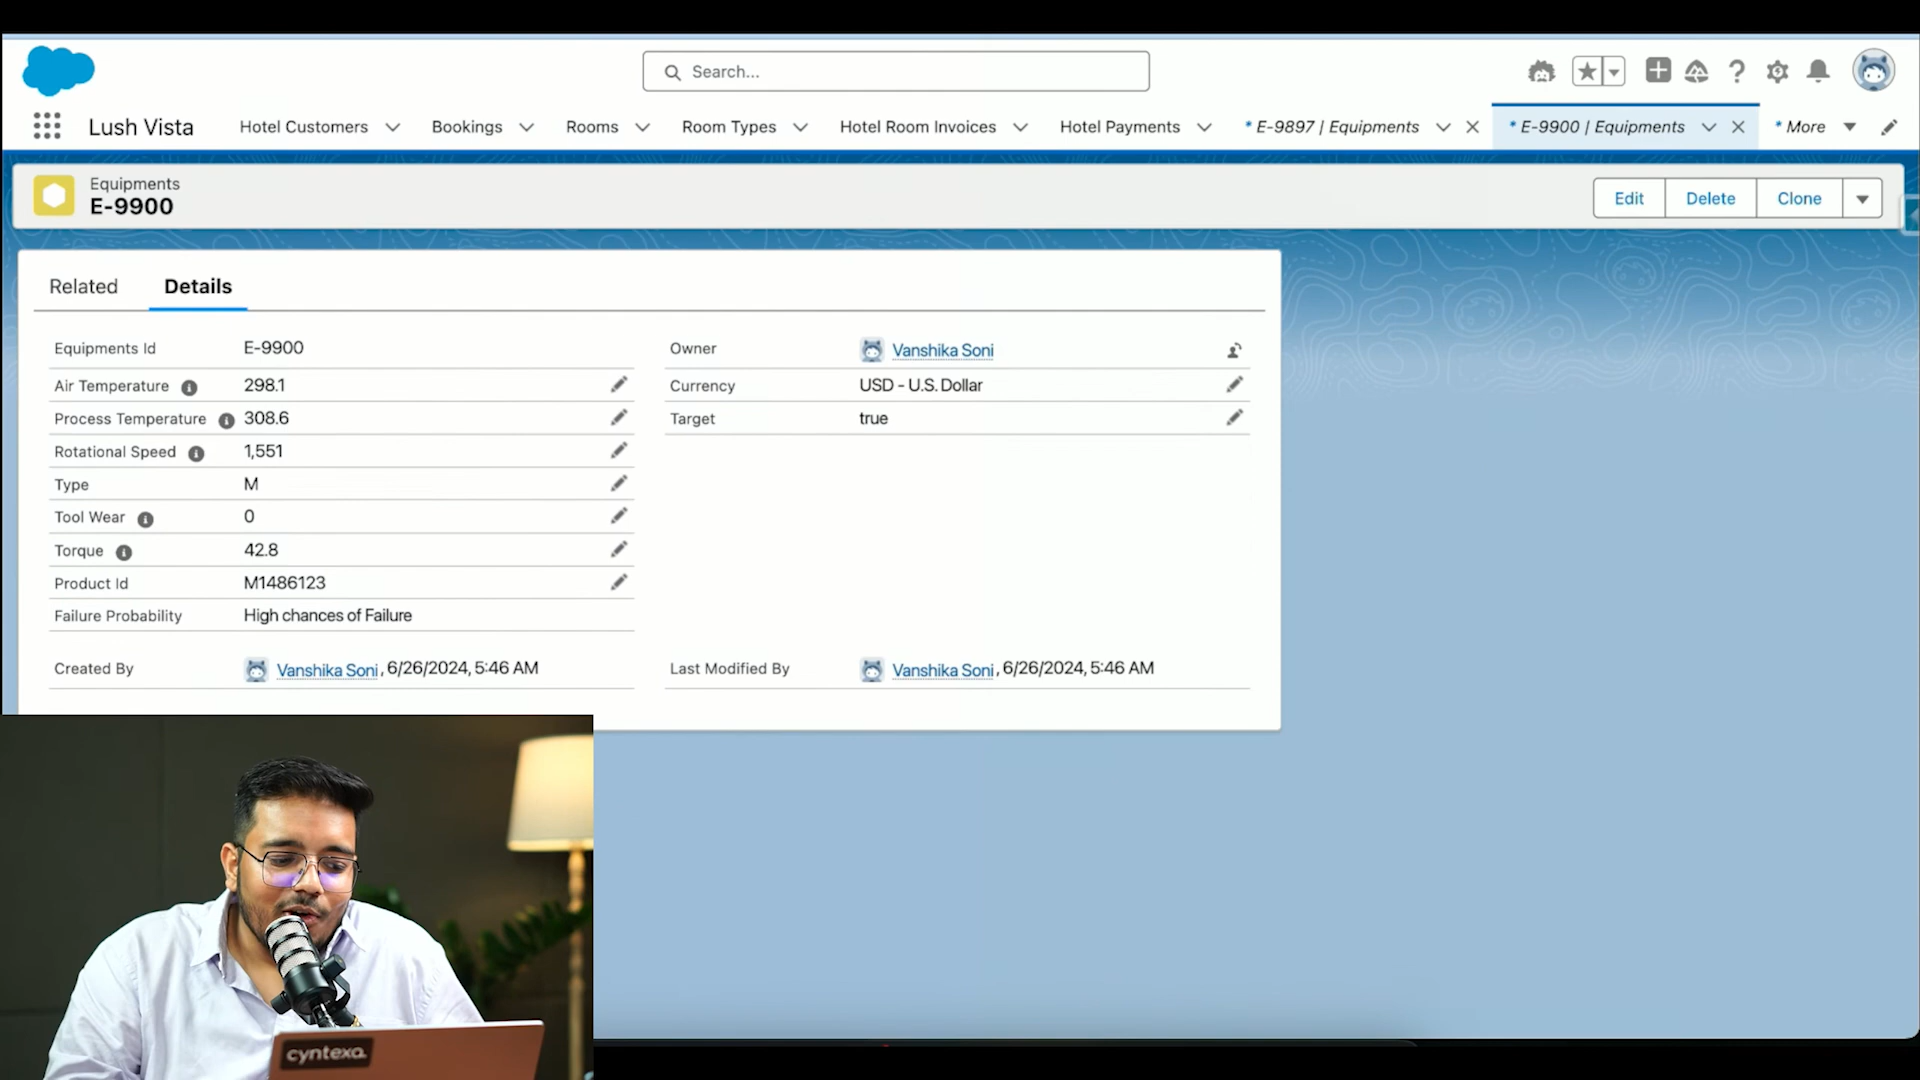 Search...
Lush Vista
Hotel Customers
Bookings
Rooms
Room Types
Hotel Room Invoices
Hotel Payments
* E-9897 | Equipments
* E-9900 | Equipments
* More
Equipments
E-9900
Edit
Delete
Clone
Related
Details
Equipments Id E-9900
Owner Vanshika Soni
Air Temperature 298.1
Currency USD - U.S. Dollar
Process Temperature 308.6
Target true
Rotational Speed 1,551
Type M
Tool Wear 0
Torque 42.8
Product Id M1486123
Failure Probability High chances of Failure
Created By Vanshika Soni, 6/26/2024, 5:46 AM
Last Modified By Vanshika Soni, 6/26/2024, 5:46 AM
cyntexa.